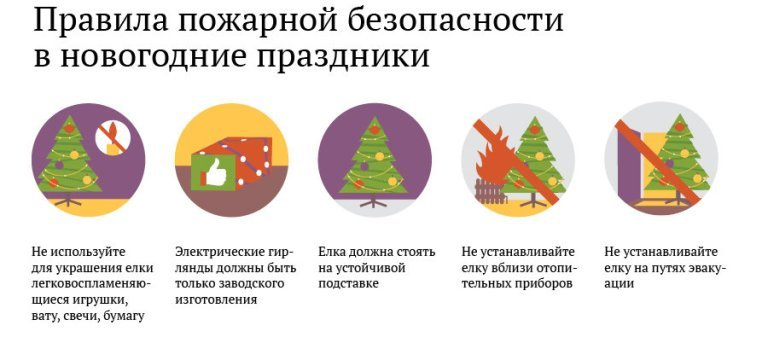 Правила пожарной безопасности
в новогодние праздники
Не используйте
для украшения елки
легковоспламеняю-
щиеся игрушки,
вату, свечи, бумагу
Электрические гир-
лянды должны быть
только заводского
изготовления
Елка должна стоять
на устойчивой
подставке
Не устанавливайте
елку вблизи отопи-
тельных приборов
Не устанавливайте
елку на путях эваку-
ации